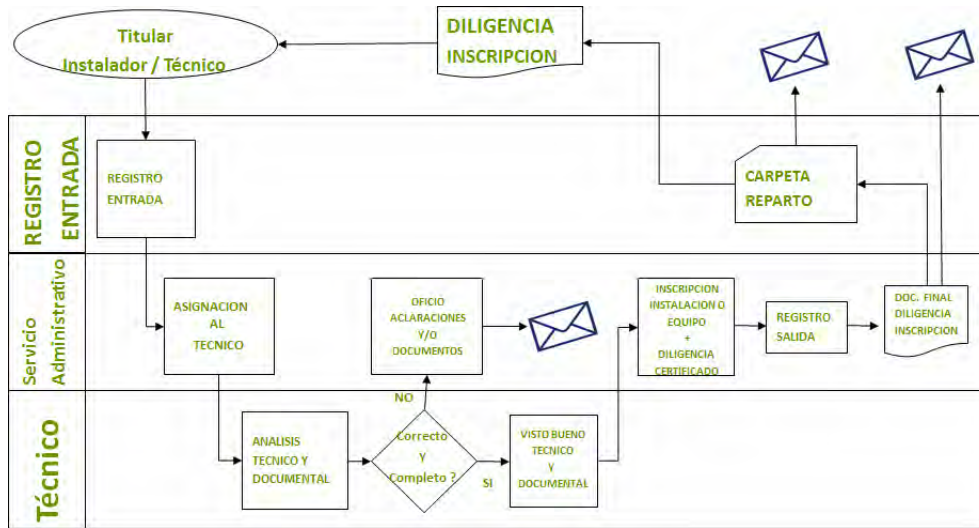 Titular
Instalador / Técnico
DILIGENCIA
INSCRIPCION
REGISTRO
ENTRADA
REGISTRO
ENTRADA
CARPETA
REPARTO
Servicio
Administrativo
ASIGNACION
AL
TECNICO
OFICIO
ACLARACIONES
Y/O
DOCUMENTOS
INSCRIPCION
INSTALACION O
EQUIPO
+
DILIGENCIA
CERTIFICADO
REGISTRO
SALIDA
DOC. FINAL
DILIGENCIA
INSCRIPCION
Técnico
ANALISIS
TECNICO Y
DOCUMENTAL
NO
Correcto
y
Completo ?
SI
VISTO BUENO
TECNICO
Y
DOCUMENTAL